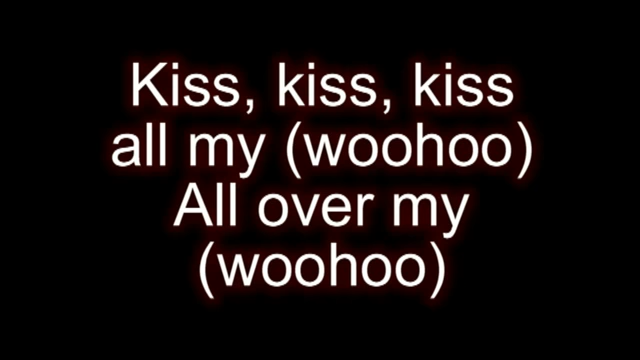 Kiss, kiss, kiss
all my (woohoo)
All over my
(woohoo)